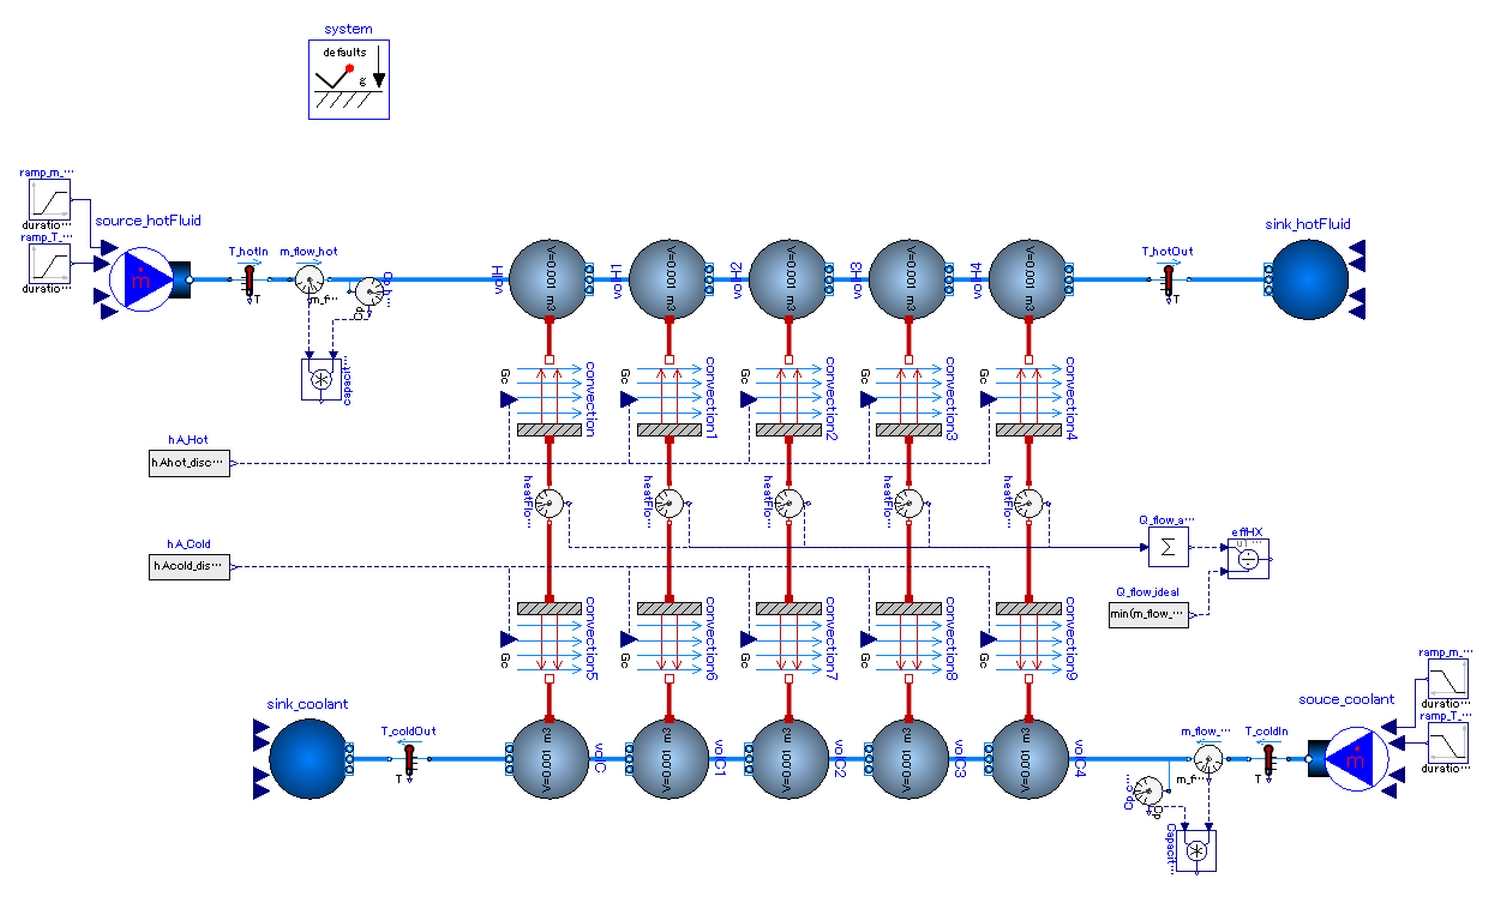 system
defaults
g
ramp_m_...
duratio...
ramp_T_...
duratio...
source_hotFluid
ṁ
T_hotIn
T
m_flow_hot
m_f...
Cp
capacit...
volH
V=0.001 m3
volH1
V=0.001 m3
volH2
V=0.001 m3
volH3
V=0.001 m3
volH4
V=0.001 m3
T_hotOut
T
sink_hotFluid
Gc
convection
Gc
convection1
Gc
convection2
Gc
convection3
Gc
convection4
hA_Hot
hAhot_disc...
heatFlo...
heatFlo...
heatFlo...
heatFlo...
heatFlo...
Q_flow_a...
Σ
effHX
hA_Cold
hAcold_dis...
Q_flow_ideal
min(m_flow_...
Gc
convection5
Gc
convection6
Gc
convection7
Gc
convection8
Gc
convection9
sink_coolant
T_coldOut
T
V=0.001 m3
volC
V=0.001 m3
volC1
V=0.001 m3
volC2
V=0.001 m3
volC3
V=0.001 m3
volC4
Cp_c...
Cp
m_flow_...
m_f...
Capacit...
T_coldIn
T
souce_coolant
ṁ
ramp_m_...
duratio...
ramp_T_...
duratio...